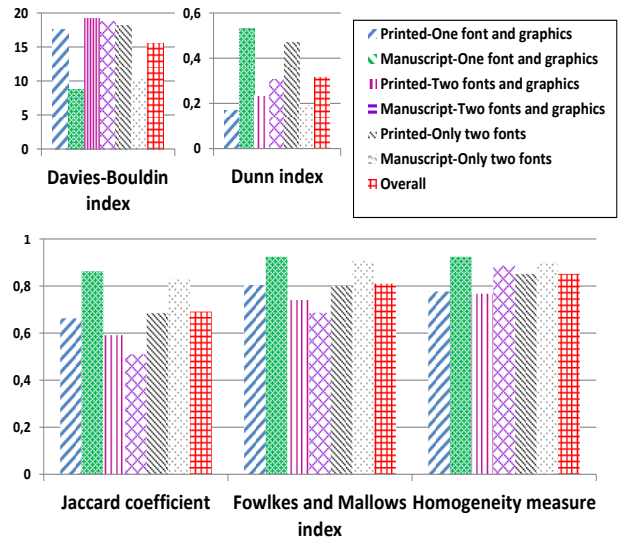 20
15
10
5
0
Davies-Bouldin
index
0,6
0,4
0,2
0
Dunn index
Printed-One font and graphics
Manuscript-One font and graphics
Printed-Two fonts and graphics
Manuscript-Two fonts and graphics
Printed-Only two fonts
Manuscript-Only two fonts
Overall
1
0,8
0,6
0,4
0,2
0
Jaccard coefficient
Fowlkes and Mallows
index
Homogeneity measure